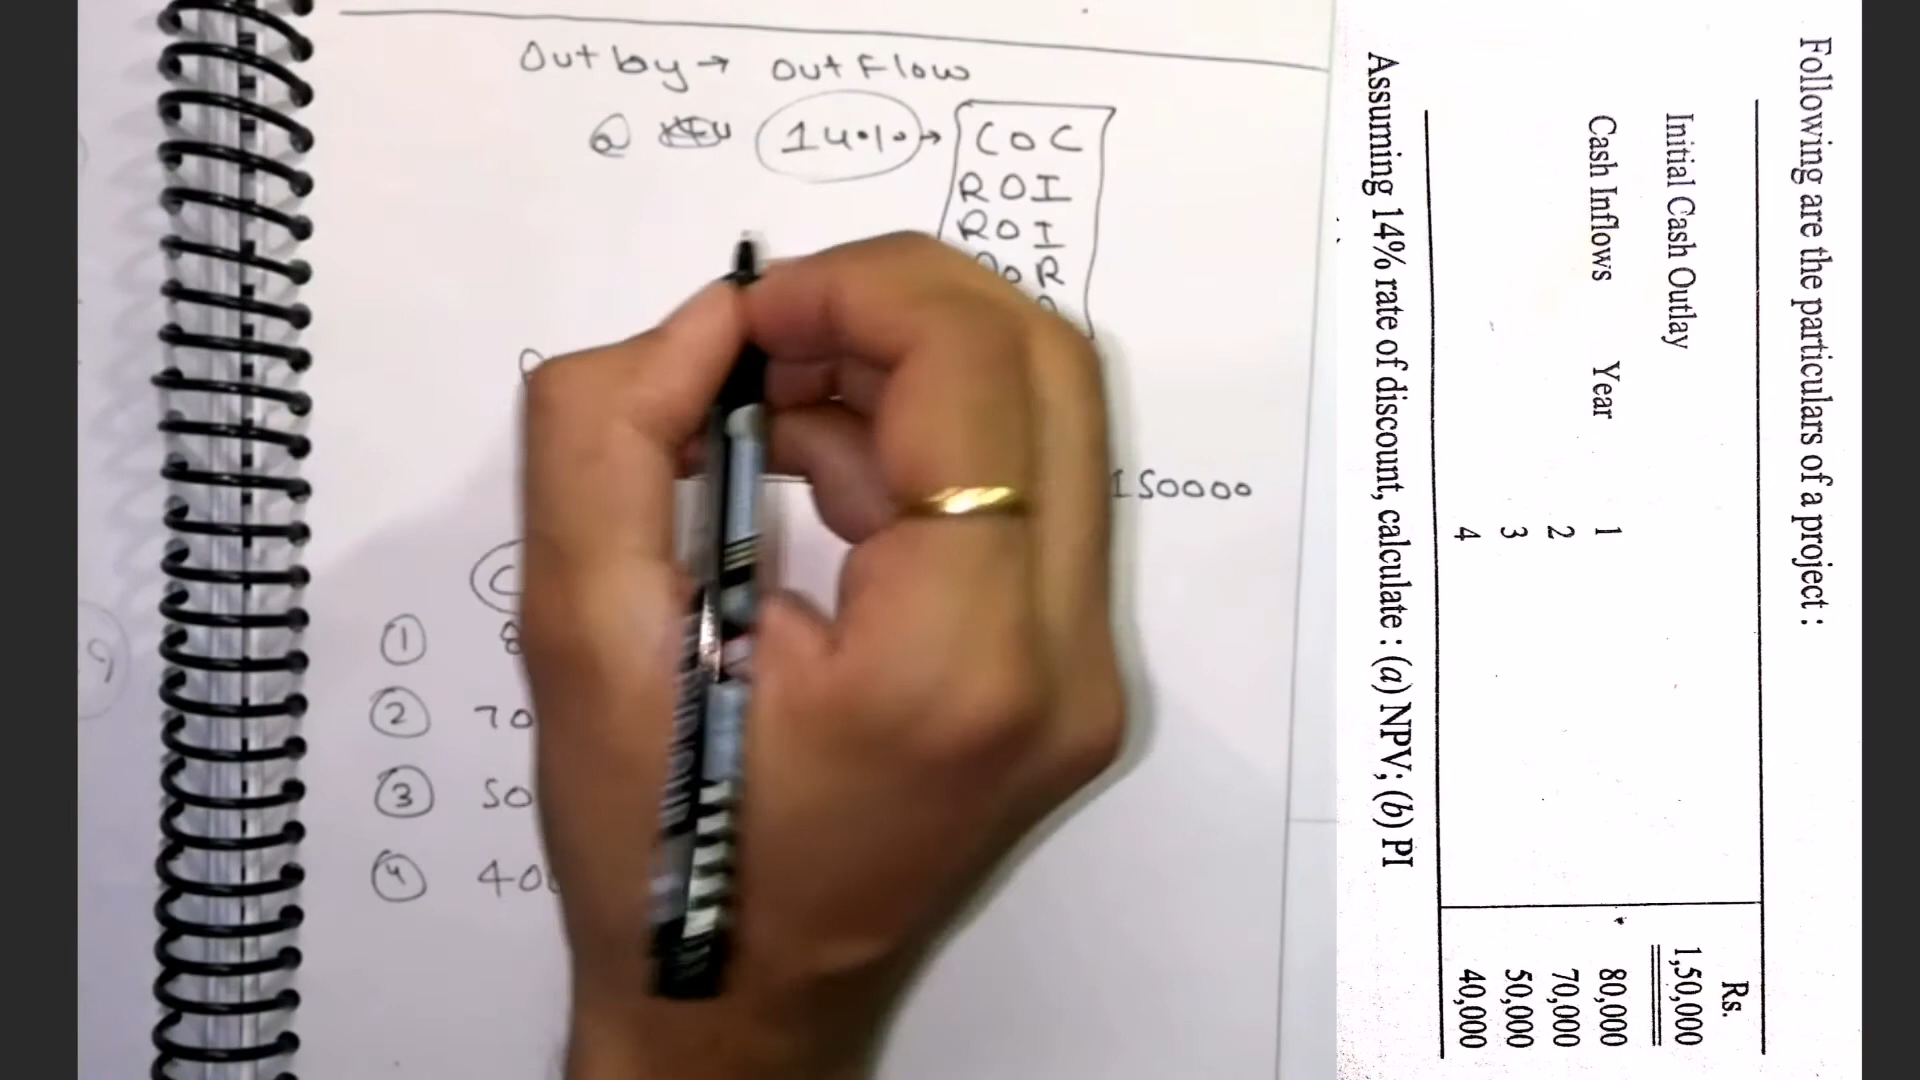 Out by → out flow
@ 14% → COC
ROI
ROI
150000
1
2 70
3 50
4 40
Following are the particulars of a project :
Rs.
Initial Cash Outlay 1,50,000
Cash Inflows Year 1 80,000
2 70,000
3 50,000
4 40,000
Assuming 14% rate of discount, calculate : (a) NPV; (b) PI